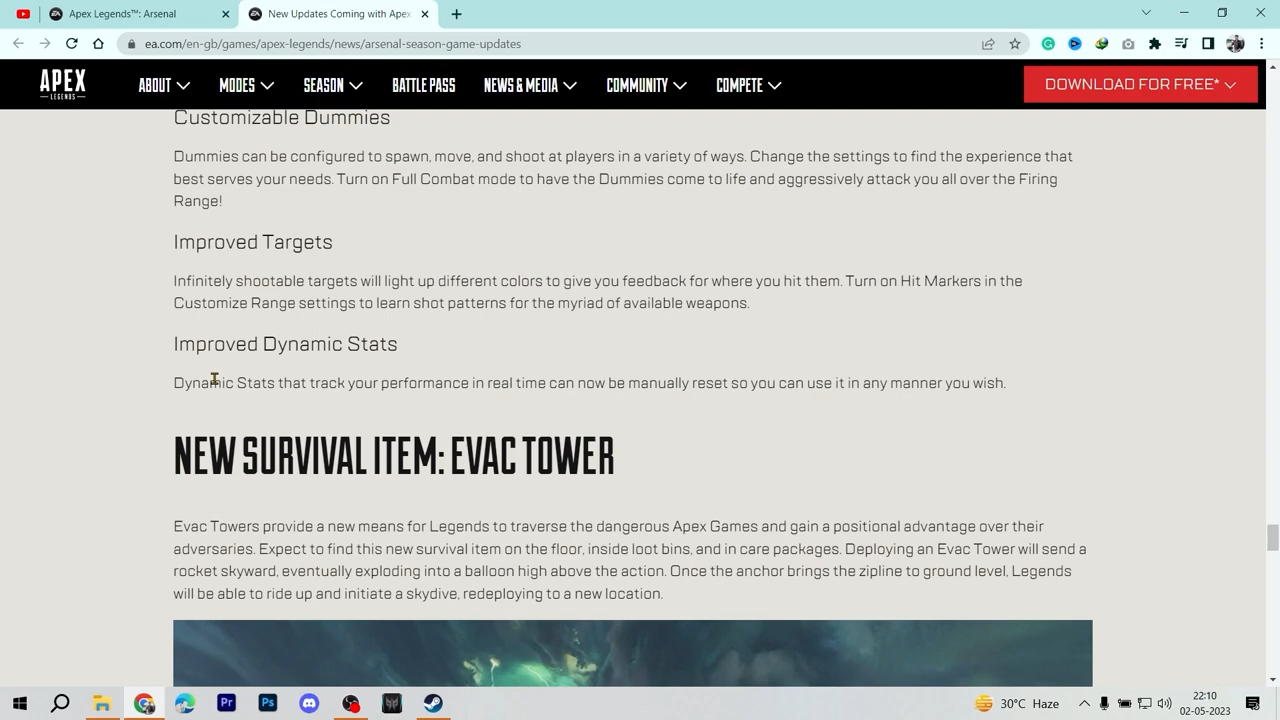 Apex Legends™: Arsenal
New Updates Coming with Apex
ea.com/en-gb/games/apex-legends/news/arsenal-season-game-updates
APEX
LEGENDS
ABOUT
MODES
SEASON
BATTLE PASS
NEWS & MEDIA
COMMUNITY
COMPETE
DOWNLOAD FOR FREE*
Customizable Dummies
Dummies can be configured to spawn, move, and shoot at players in a variety of ways. Change the settings to find the experience that
best serves your needs. Turn on Full Combat mode to have the Dummies come to life and aggressively attack you all over the Firing
Range!
Improved Targets
Infinitely shootable targets will light up different colors to give you feedback for where you hit them. Turn on Hit Markers in the
Customize Range settings to learn shot patterns for the myriad of available weapons.
Improved Dynamic Stats
Dynamic Stats that track your performance in real time can now be manually reset so you can use it in any manner you wish.
NEW SURVIVAL ITEM: EVAC TOWER
Evac Towers provide a new means for Legends to traverse the dangerous Apex Games and gain a positional advantage over their
adversaries. Expect to find this new survival item on the floor, inside loot bins, and in care packages. Deploying an Evac Tower will send a
rocket skyward, eventually exploding into a balloon high above the action. Once the anchor brings the zipline to ground level, Legends
will be able to ride up and initiate a skydive, redeploying to a new location.
Pr
Ps
30°C Haze
22:10
02-05-2023